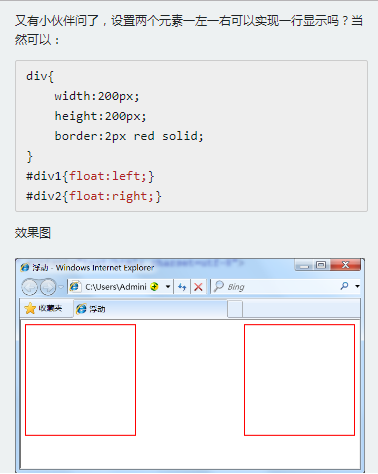 又有小伙伴问了，设置两个元素一左一右可以实现一行显示吗？当
然可以：
div{
    width:200px;
    height:200px;
    border:2px red solid;
}
#div1{float:left;}
#div2{float:right;}
效果图
浮动 - Windows Internet Explorer
C:\Users\Admini
Bing
收藏夹
浮动